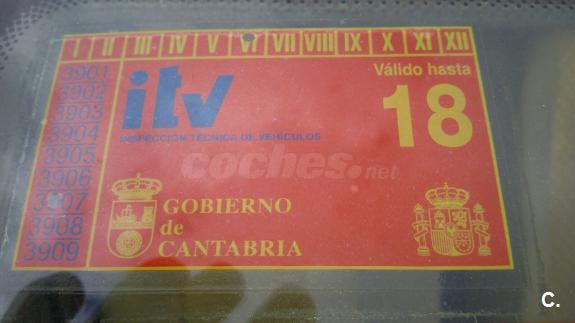 I II III IV V VI VII VIII IX X XI XII
3901
3902
3903
3904
3905
3906
3907
3908
3909
itv
INSPECCIÓN TÉCNICA DE VEHÍCULOS
Válido hasta
18
coches.net
GOBIERNO
de
CANTABRIA
C.